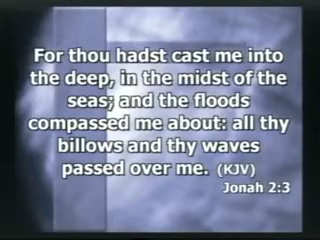 For thou hadst cast me into
the deep, in the midst of the
seas; and the floods
compassed me about: all thy
billows and thy waves
passed over me. (KJV)
Jonah 2:3